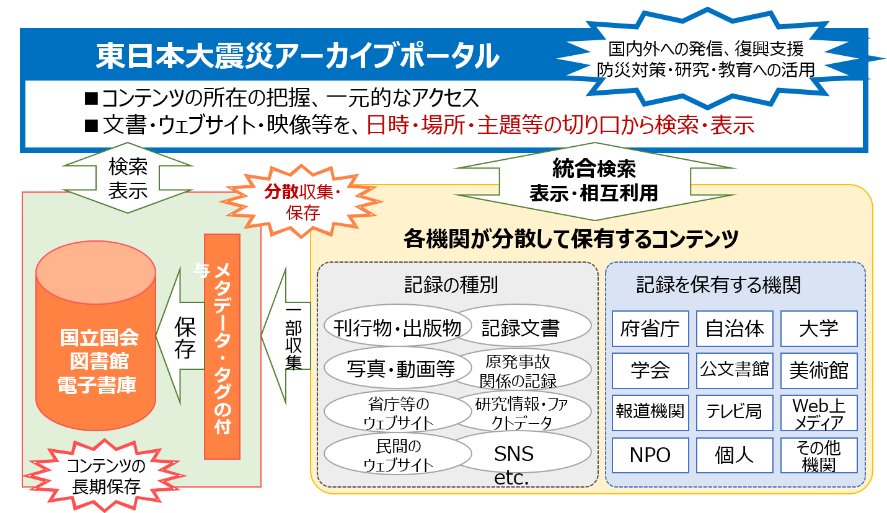 東日本大震災アーカイブポータル
国内外への発信、復興支援
防災対策・研究・教育への活用
■コンテンツの所在の把握、一元的なアクセス
■文書・ウェブサイト・映像等を、日時・場所・主題等の切り口から検索・表示
検索
表示
分散収集・
保存
統合検索
表示・相互利用
各機関が分散して保有するコンテンツ
国立国会
図書館
電子書庫
保存
メタデータ・タグの付
与
一部収集
コンテンツの
長期保存
記録の種別
刊行物・出版物
記録文書
写真・動画等
原発事故
関係の記録
省庁等の
ウェブサイト
研究情報・ファ
クトデータ
民間の
ウェブサイト
SNS
etc.
記録を保有する機関
府省庁
自治体
大学
学会
公文書館
美術館
報道機関
テレビ局
Web上
メディア
NPO
個人
その他
機関